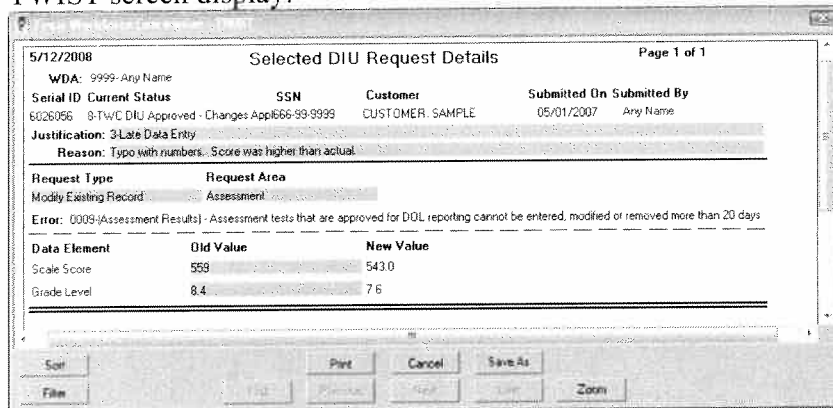 TWIST screen display:
5/12/2008 Selected DIU Request Details Page 1 of 1
WDA: 9999-Any Name
Serial ID Current Status SSN Customer Submitted On Submitted By
6026056 8-TWC DIU Approved - Changes Appl666-99-9999 CUSTOMER, SAMPLE 05/01/2007 Any Name
Justification: 3-Late Data Entry
Reason: Typo with numbers. Score was higher than actual.
Request Type Request Area
Modify Existing Record Assessment
Error: 0009-(Assessment Results) - Assessment tests that are approved for DOL reporting cannot be entered, modified or removed more than 20 days
Data Element Old Value New Value
Scale Score 559 543.0
Grade Level 8.4 7.6
Sort Print Cancel Save As
Filter Zoom